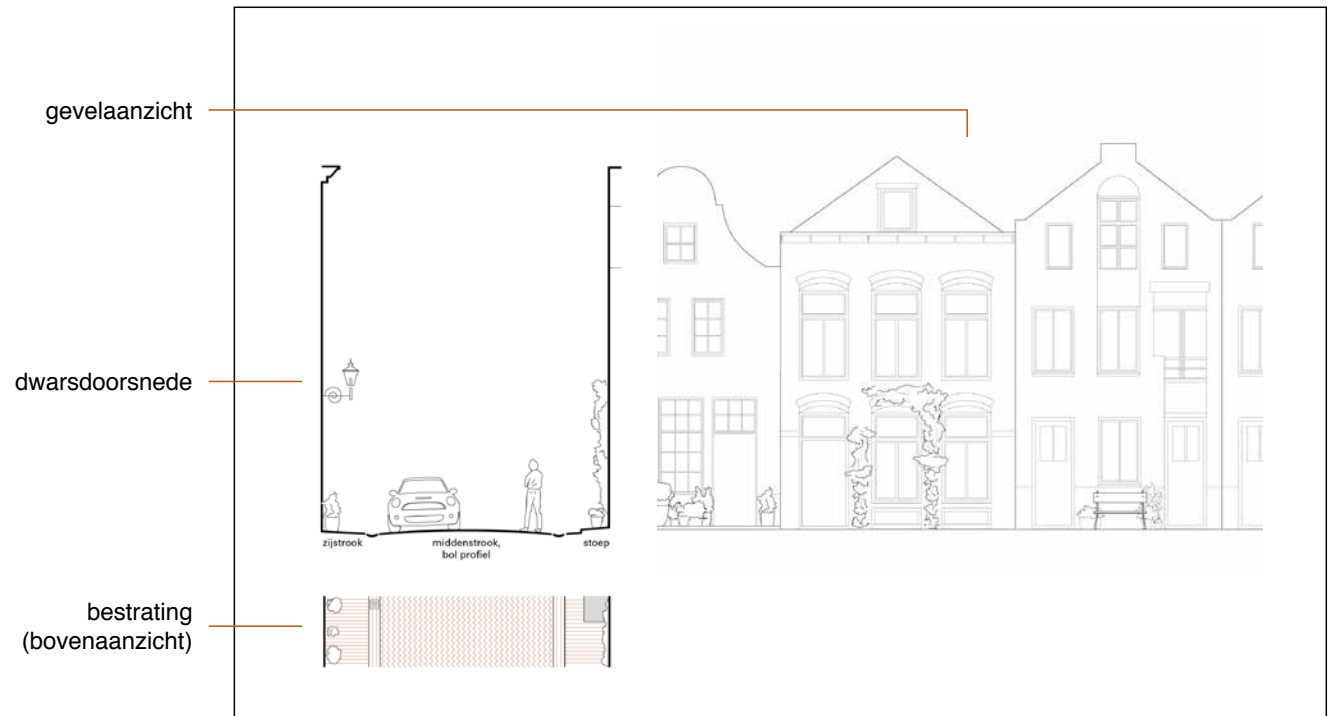 gevelaanzicht
dwarsdoorsnede
zijstrook
middenstrook,
bol profiel
stoep
bestrating
(bovenaanzicht)